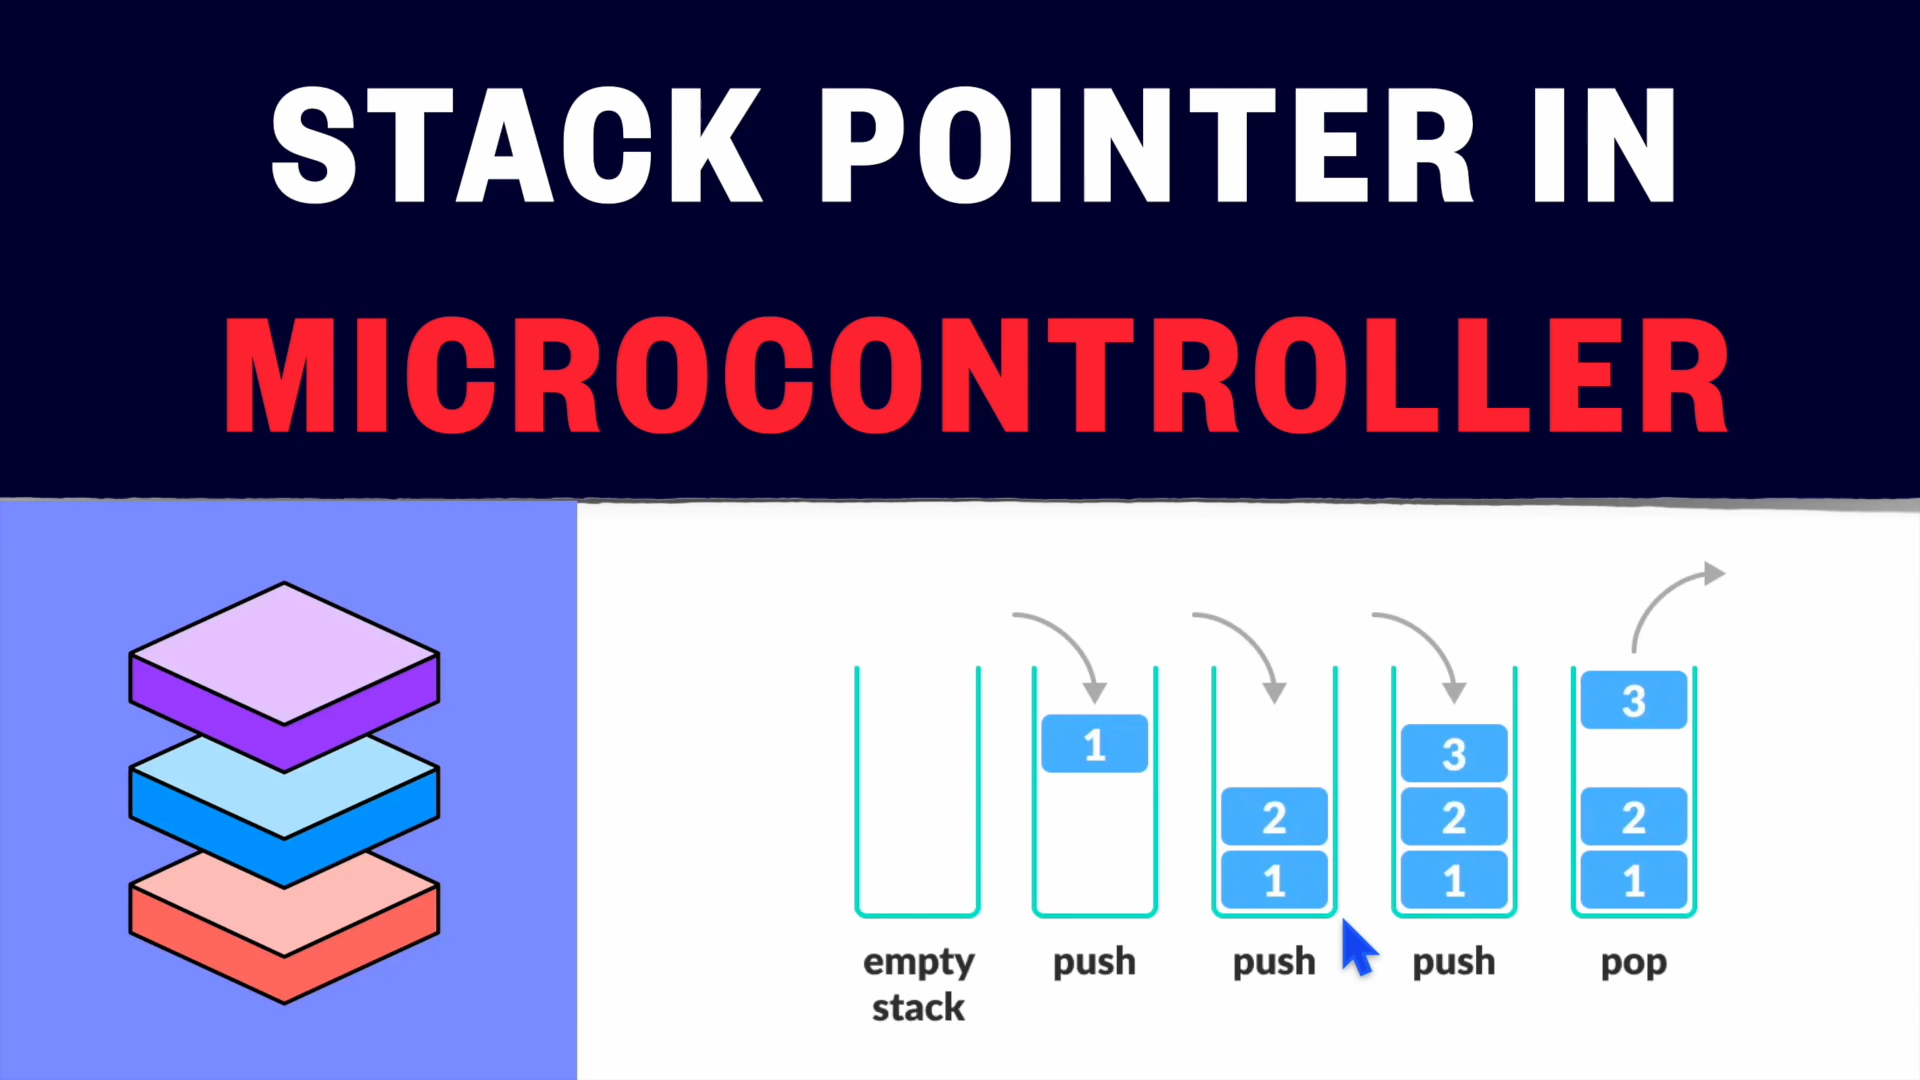 STACK POINTER IN
MICROCONTROLLER
1
2
1
3
2
1
3
2
1
empty
stack
push
push
push
pop